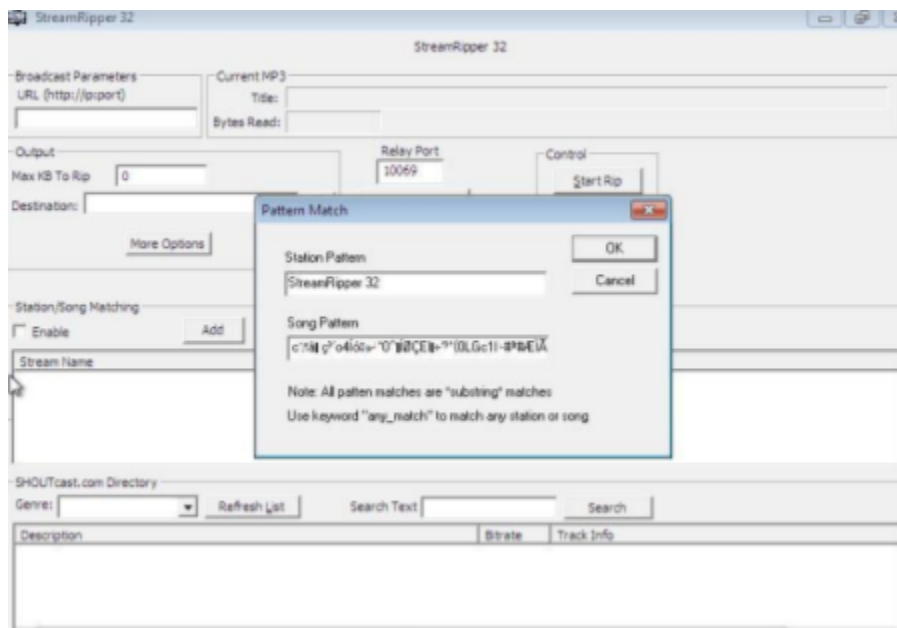 StreamRipper 32
StreamRipper 32
Broadcast Parameters
URL (http://ip:port)
Current MP3
Title:
Bytes Read:
Output
Max KB To Rip 0
Destination:
More Options
Relay Port
10069
Control
Start Rip
Pattern Match
Station Pattern
StreamRipper 32
OK
Cancel
Song Pattern
Note: All patten matches are "substring" matches
Use keyword "any_match" to match any station or song
Station/Song Matching
Enable
Add
Stream Name
SHOUTcast.com Directory
Genre:
Refresh List
Search Text
Search
Description
Bitrate
Track Info